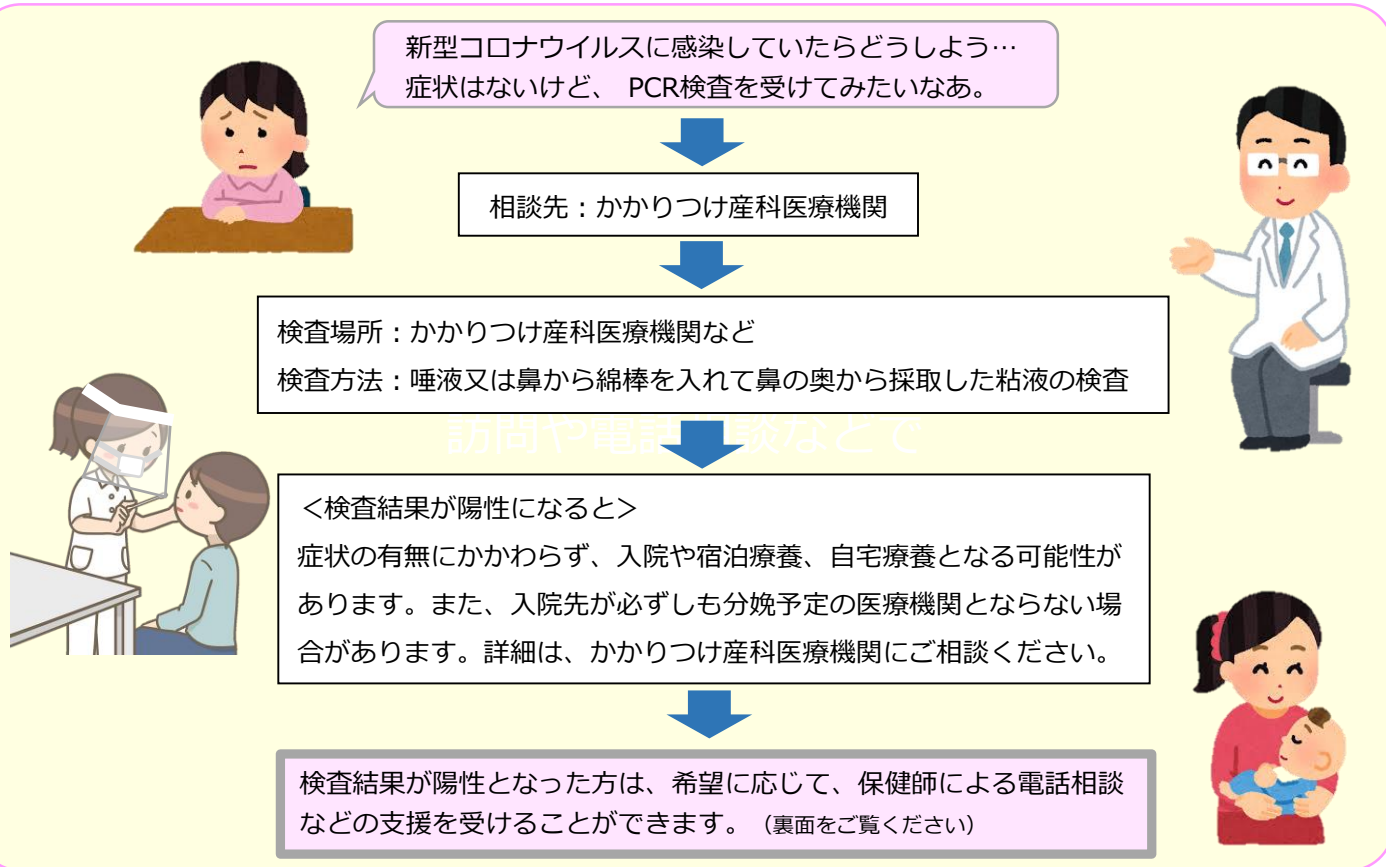 新型コロナウイルスに感染していたらどうしよう…
症状はないけど、 PCR検査を受けてみたいなあ。
相談先：かかりつけ産科医療機関
検査場所：かかりつけ産科医療機関など
検査方法：唾液又は鼻から綿棒を入れて鼻の奥から採取した粘液の検査
訪問や電話相談などで
＜検査結果が陽性になると＞
症状の有無にかかわらず、入院や宿泊療養、自宅療養となる可能性が
あります。また、入院先が必ずしも分娩予定の医療機関とならない場
合があります。詳細は、かかりつけ産科医療機関にご相談ください。
検査結果が陽性となった方は、希望に応じて、保健師による電話相談
などの支援を受けることができます。（裏面をご覧ください）